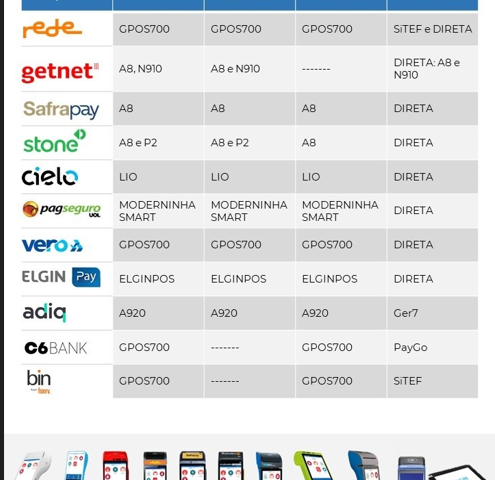 rede GPOS700 GPOS700 GPOS700 SiTEF e DIRETA
getnet A8, N910 A8 e N910 ------- DIRETA: A8 e
N910
Safrapay A8 A8 A8 DIRETA
stone A8 e P2 A8 e P2 A8 DIRETA
cielo LIO LIO LIO DIRETA
pagseguro UOL MODERNINHA MODERNINHA MODERNINHA DIRETA
SMART SMART SMART
vero GPOS700 GPOS700 GPOS700 DIRETA
ELGIN Pay ELGINPOS ELGINPOS ELGINPOS DIRETA
adiq A920 A920 A920 Ger7
C6BANK GPOS700 ------- GPOS700 PayGo
bin GPOS700 ------- GPOS700 SiTEF